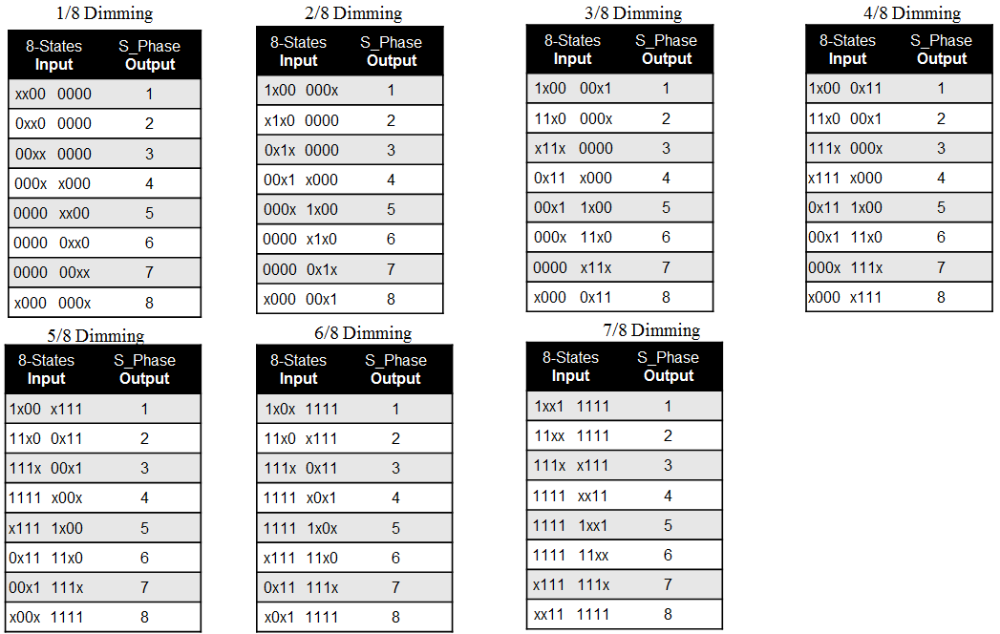 1/8 Dimming
8-States Input S_Phase Output
xx00 0000 1
0xx0 0000 2
00xx 0000 3
000x x000 4
0000 xx00 5
0000 0xx0 6
0000 00xx 7
x000 000x 8
2/8 Dimming
8-States Input S_Phase Output
1x00 000x 1
x1x0 0000 2
0x1x 0000 3
00x1 x000 4
000x 1x00 5
0000 x1x0 6
0000 0x1x 7
x000 00x1 8
3/8 Dimming
8-States Input S_Phase Output
1x00 00x1 1
11x0 000x 2
x11x 0000 3
0x11 x000 4
00x1 1x00 5
000x 11x0 6
0000 x11x 7
x000 0x11 8
4/8 Dimming
8-States Input S_Phase Output
1x00 0x11 1
11x0 00x1 2
111x 000x 3
x111 x000 4
0x11 1x00 5
00x1 11x0 6
000x 111x 7
x000 x111 8
5/8 Dimming
8-States Input S_Phase Output
1x00 x111 1
11x0 0x11 2
111x 00x1 3
1111 x00x 4
x111 1x00 5
0x11 11x0 6
00x1 111x 7
x00x 1111 8
6/8 Dimming
8-States Input S_Phase Output
1x0x 1111 1
11x0 x111 2
111x 0x11 3
1111 x0x1 4
1111 1x0x 5
x111 11x0 6
0x11 111x 7
x0x1 1111 8
7/8 Dimming
8-States Input S_Phase Output
1xx1 1111 1
11xx 1111 2
111x x111 3
1111 xx11 4
1111 1xx1 5
1111 11xx 6
x111 111x 7
xx11 1111 8